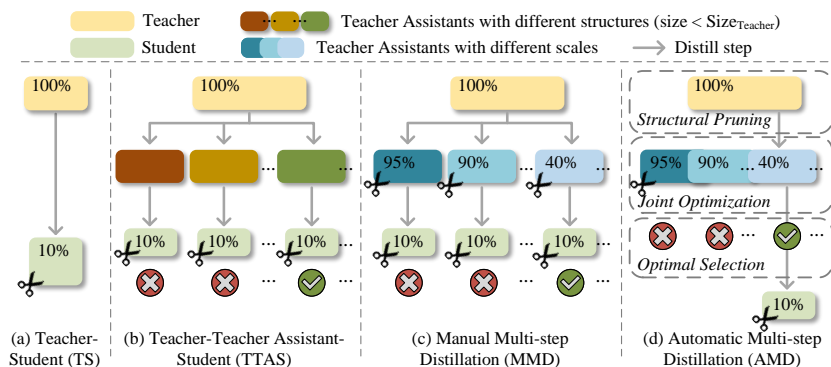 Teacher
Teacher Assistants with different structures (size < Size_Teacher)
Student
Teacher Assistants with different scales
Distill step
100%
10%
(a) Teacher-
Student (TS)
100%
... ...
10% 10% ... 10% ...
... ...
(b) Teacher-Teacher Assistant-
Student (TTAS)
100%
95% 90% ... 40% ...
10% 10% ... 10% ...
... ...
(c) Manual Multi-step
Distillation (MMD)
100%
Structural Pruning
95% 90% ... 40% ...
Joint Optimization
... ...
Optimal Selection
10%
(d) Automatic Multi-step
Distillation (AMD)